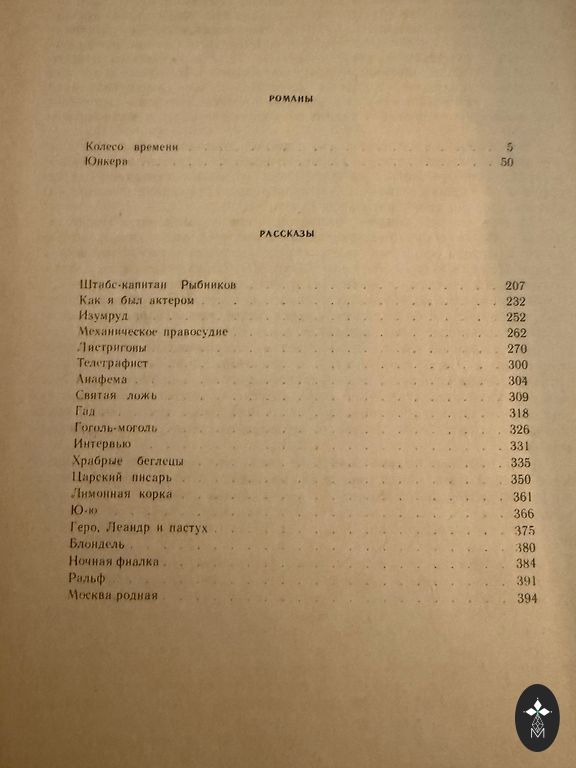 РОМАНЫ
Колесо времени . . . . . . . . . . . . . . 5
Юнкера . . . . . . . . . . . . . . 50
РАССКАЗЫ
Штабс-капитан Рыбников . . . . . . . . . . 207
Как я был актером . . . . . . . . . . . 232
Изумруд . . . . . . . . . . . . . 252
Механическое правосудие . . . . . . . . . . 262
Листригоны . . . . . . . . . . . . . 270
Телеграфист . . . . . . . . . . . . . 300
Анафема . . . . . . . . . . . . . . 304
Святая ложь . . . . . . . . . . . . . 309
Гад . . . . . . . . . . . . . . . 318
Гоголь-моголь . . . . . . . . . . . . 326
Интервью . . . . . . . . . . . . . 331
Храбрые беглецы . . . . . . . . . . . . 335
Царский писарь . . . . . . . . . . . . 350
Лимонная корка . . . . . . . . . . . . 361
Ю-ю . . . . . . . . . . . . . . . 366
Геро, Леандр и пастух . . . . . . . . . . . 375
Блондель . . . . . . . . . . . . . . 380
Ночная фиалка . . . . . . . . . . . . . 384
Ральф . . . . . . . . . . . . . . 391
Москва родная . . . . . . . . . . . . . 394
М